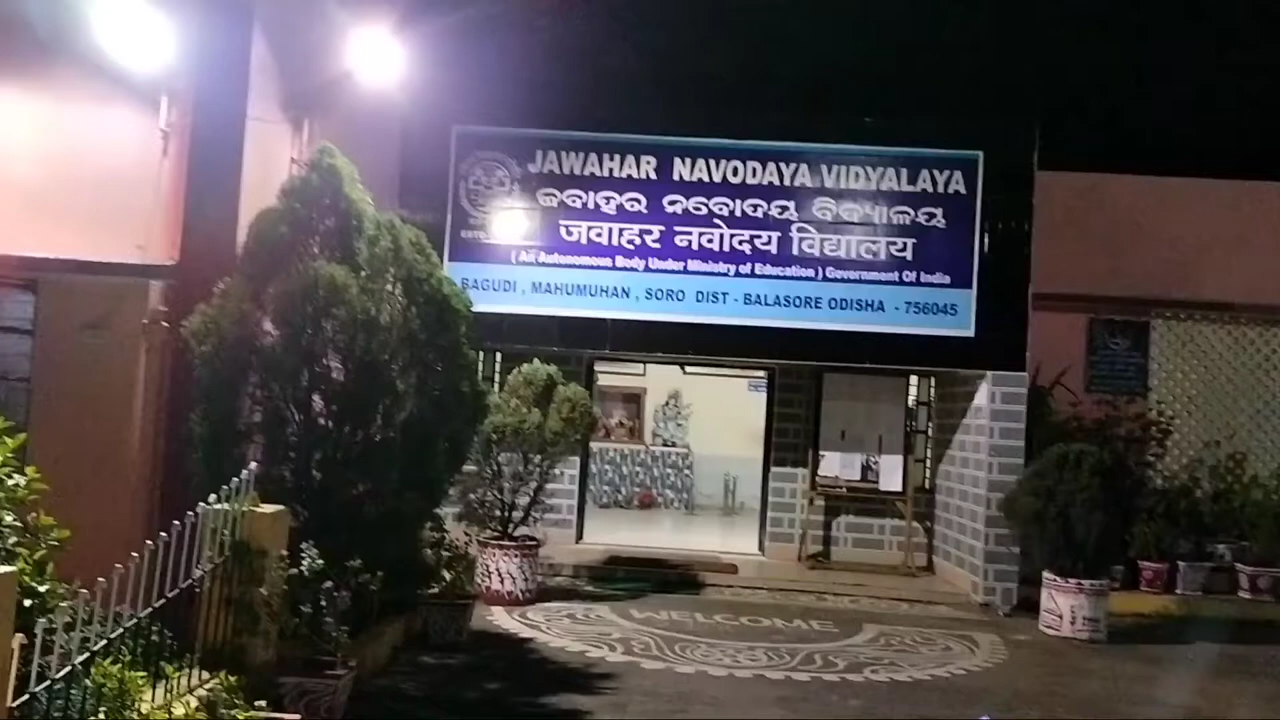 JAWAHAR NAVODAYA VIDYALAYA
ଜବାହର ନବୋଦୟ ବିଦ୍ୟାଳୟ
जवाहर नवोदय विद्यालय
( An Autonomous Body Under Ministry of Education ) Government Of India
BAGUDI , MAHUMUHAN , SORO DIST - BALASORE ODISHA - 756045
WELCOME